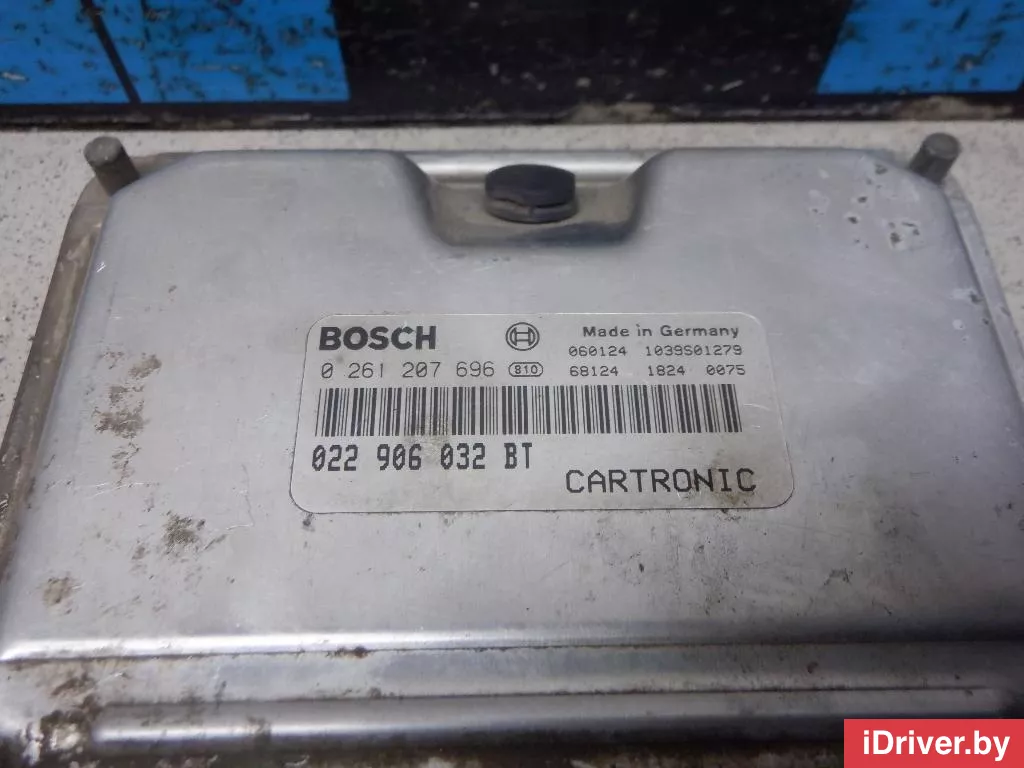 BOSCH
Made in Germany
060124 1039S01279
0 261 207 696 810
68124 1824 0075
022 906 032 BT
CARTRONIC
iDriver.by